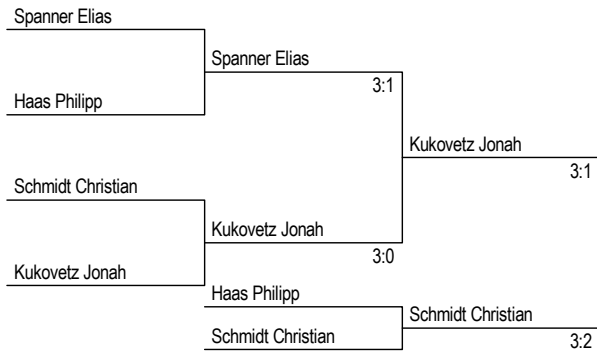 Spanner Elias
Spanner Elias
3:1
Haas Philipp
Kukovetz Jonah
3:1
Schmidt Christian
Kukovetz Jonah
3:0
Kukovetz Jonah
Haas Philipp
Schmidt Christian
Schmidt Christian
3:2